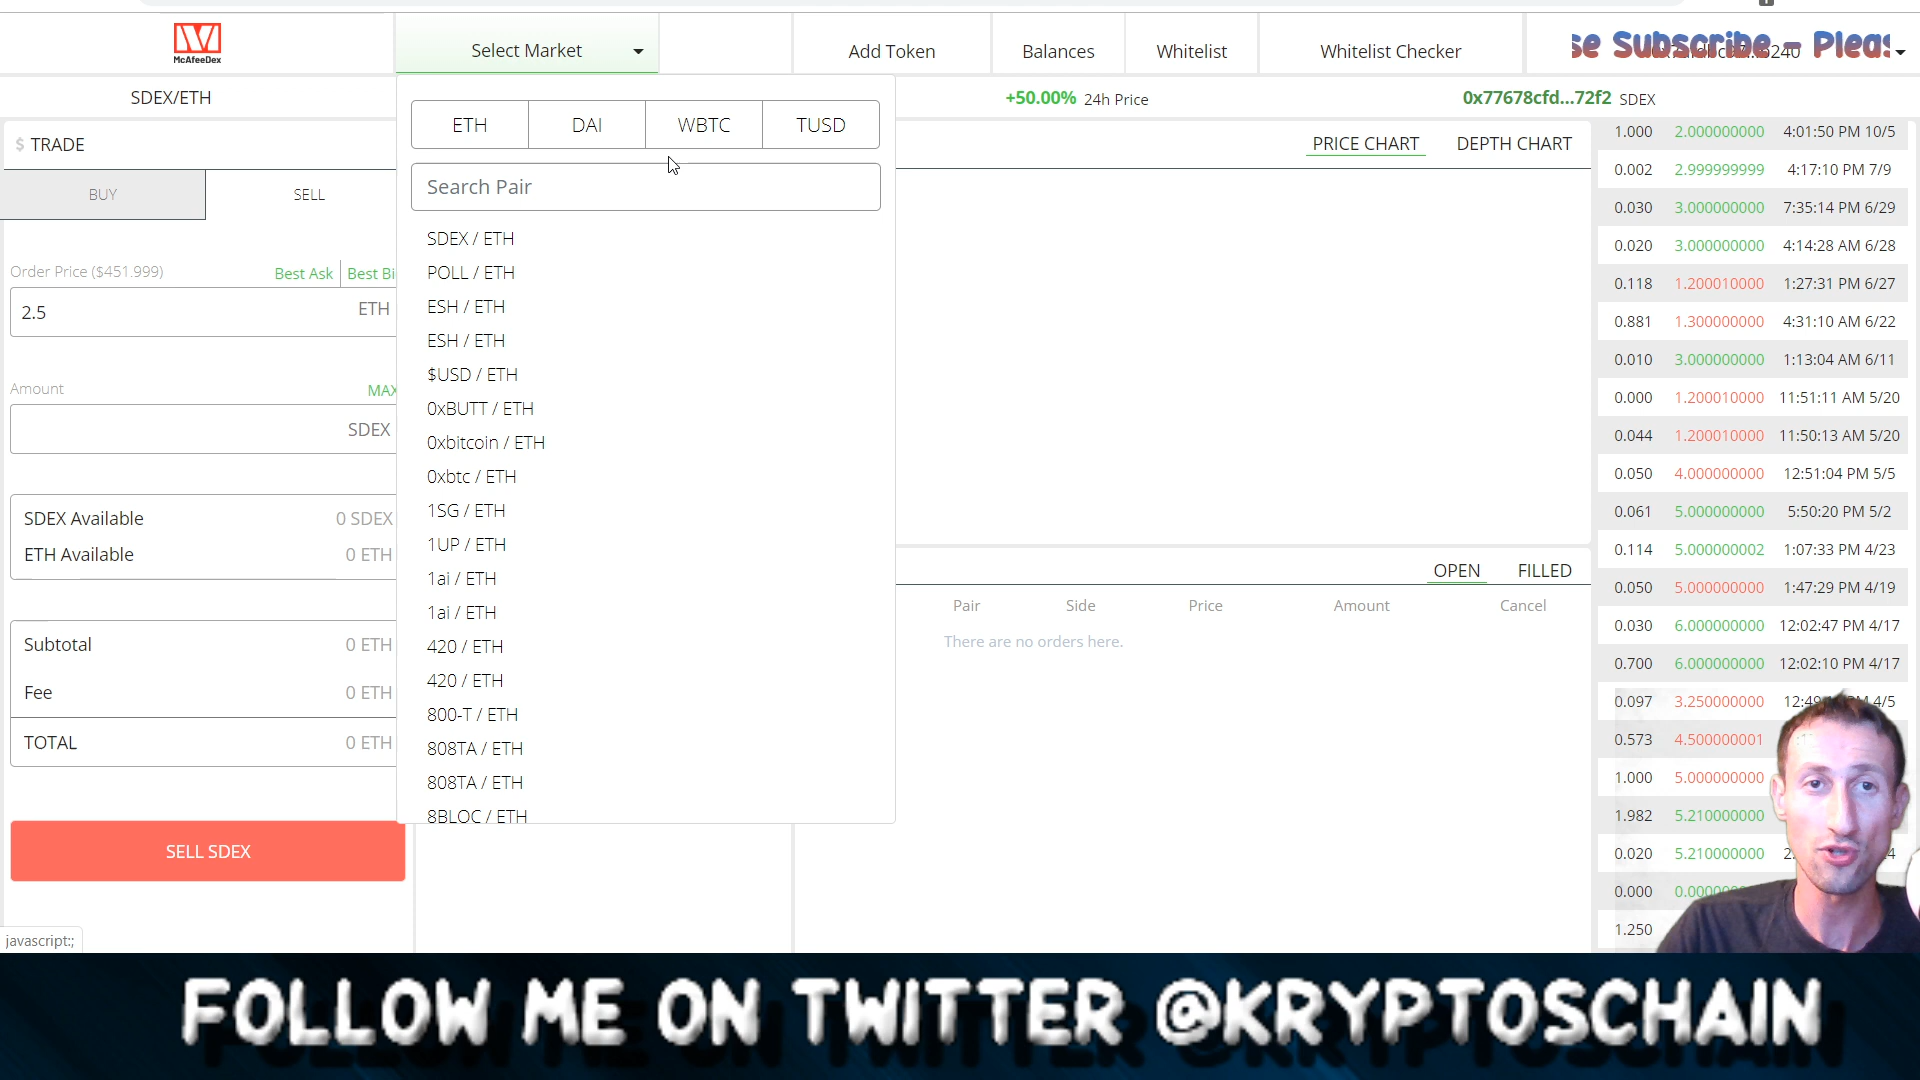 McAfeeDex
Select Market
Add Token
Balances
Whitelist
Whitelist Checker
se Subscribe - Pleas
SDEX/ETH
+50.00% 24h Price
0x77678cfd...72f2 SDEX
$ TRADE
BUY
SELL
Order Price ($451.999)
Best Ask
Best Bi
2.5
ETH
Amount
MAX
SDEX
SDEX Available
0 SDEX
ETH Available
0 ETH
Subtotal
0 ETH
Fee
0 ETH
TOTAL
0 ETH
SELL SDEX
javascript:;
ETH
DAI
WBTC
TUSD
Search Pair
SDEX / ETH
POLL / ETH
ESH / ETH
ESH / ETH
$USD / ETH
0xBUTT / ETH
0xbitcoin / ETH
0xbtc / ETH
1SG / ETH
1UP / ETH
1ai / ETH
1ai / ETH
420 / ETH
420 / ETH
800-T / ETH
808TA / ETH
808TA / ETH
8BLOC / ETH
PRICE CHART
DEPTH CHART
OPEN
FILLED
Pair
Side
Price
Amount
Cancel
There are no orders here.
1.000 2.000000000 4:01:50 PM 10/5
0.002 2.999999999 4:17:10 PM 7/9
0.030 3.000000000 7:35:14 PM 6/29
0.020 3.000000000 4:14:28 AM 6/28
0.118 1.200010000 1:27:31 PM 6/27
0.881 1.300000000 4:31:10 AM 6/22
0.010 3.000000000 1:13:04 AM 6/11
0.000 1.200010000 11:51:11 AM 5/20
0.044 1.200010000 11:50:13 AM 5/20
0.050 4.000000000 12:51:04 PM 5/5
0.061 5.000000000 5:50:20 PM 5/2
0.114 5.000000002 1:07:33 PM 4/23
0.050 5.000000000 1:47:29 PM 4/19
0.030 6.000000000 12:02:47 PM 4/17
0.700 6.000000000 12:02:10 PM 4/17
0.097 3.250000000 4/5
0.573 4.500000001
1.000 5.000000000
1.982 5.210000000
0.020 5.210000000
0.000
1.250
FOLLOW ME ON TWITTER @KRYPTOSCHAIN